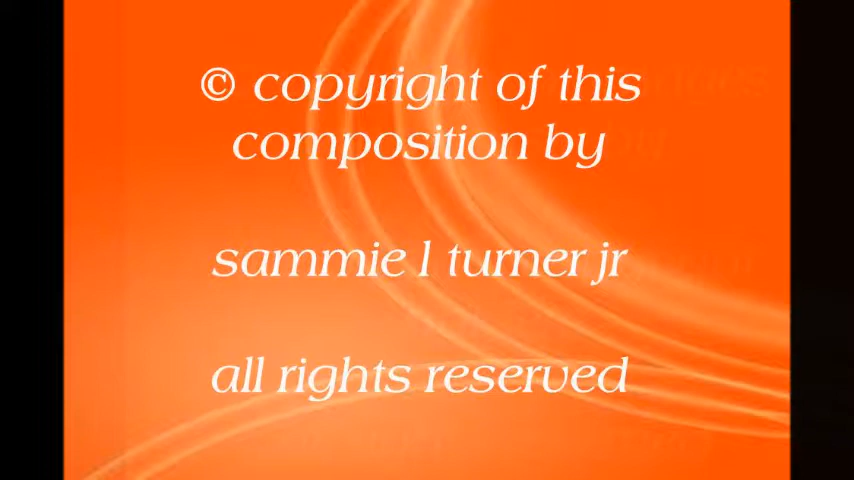 © copyright of this
composition by
sammie l turner jr
all rights reserved